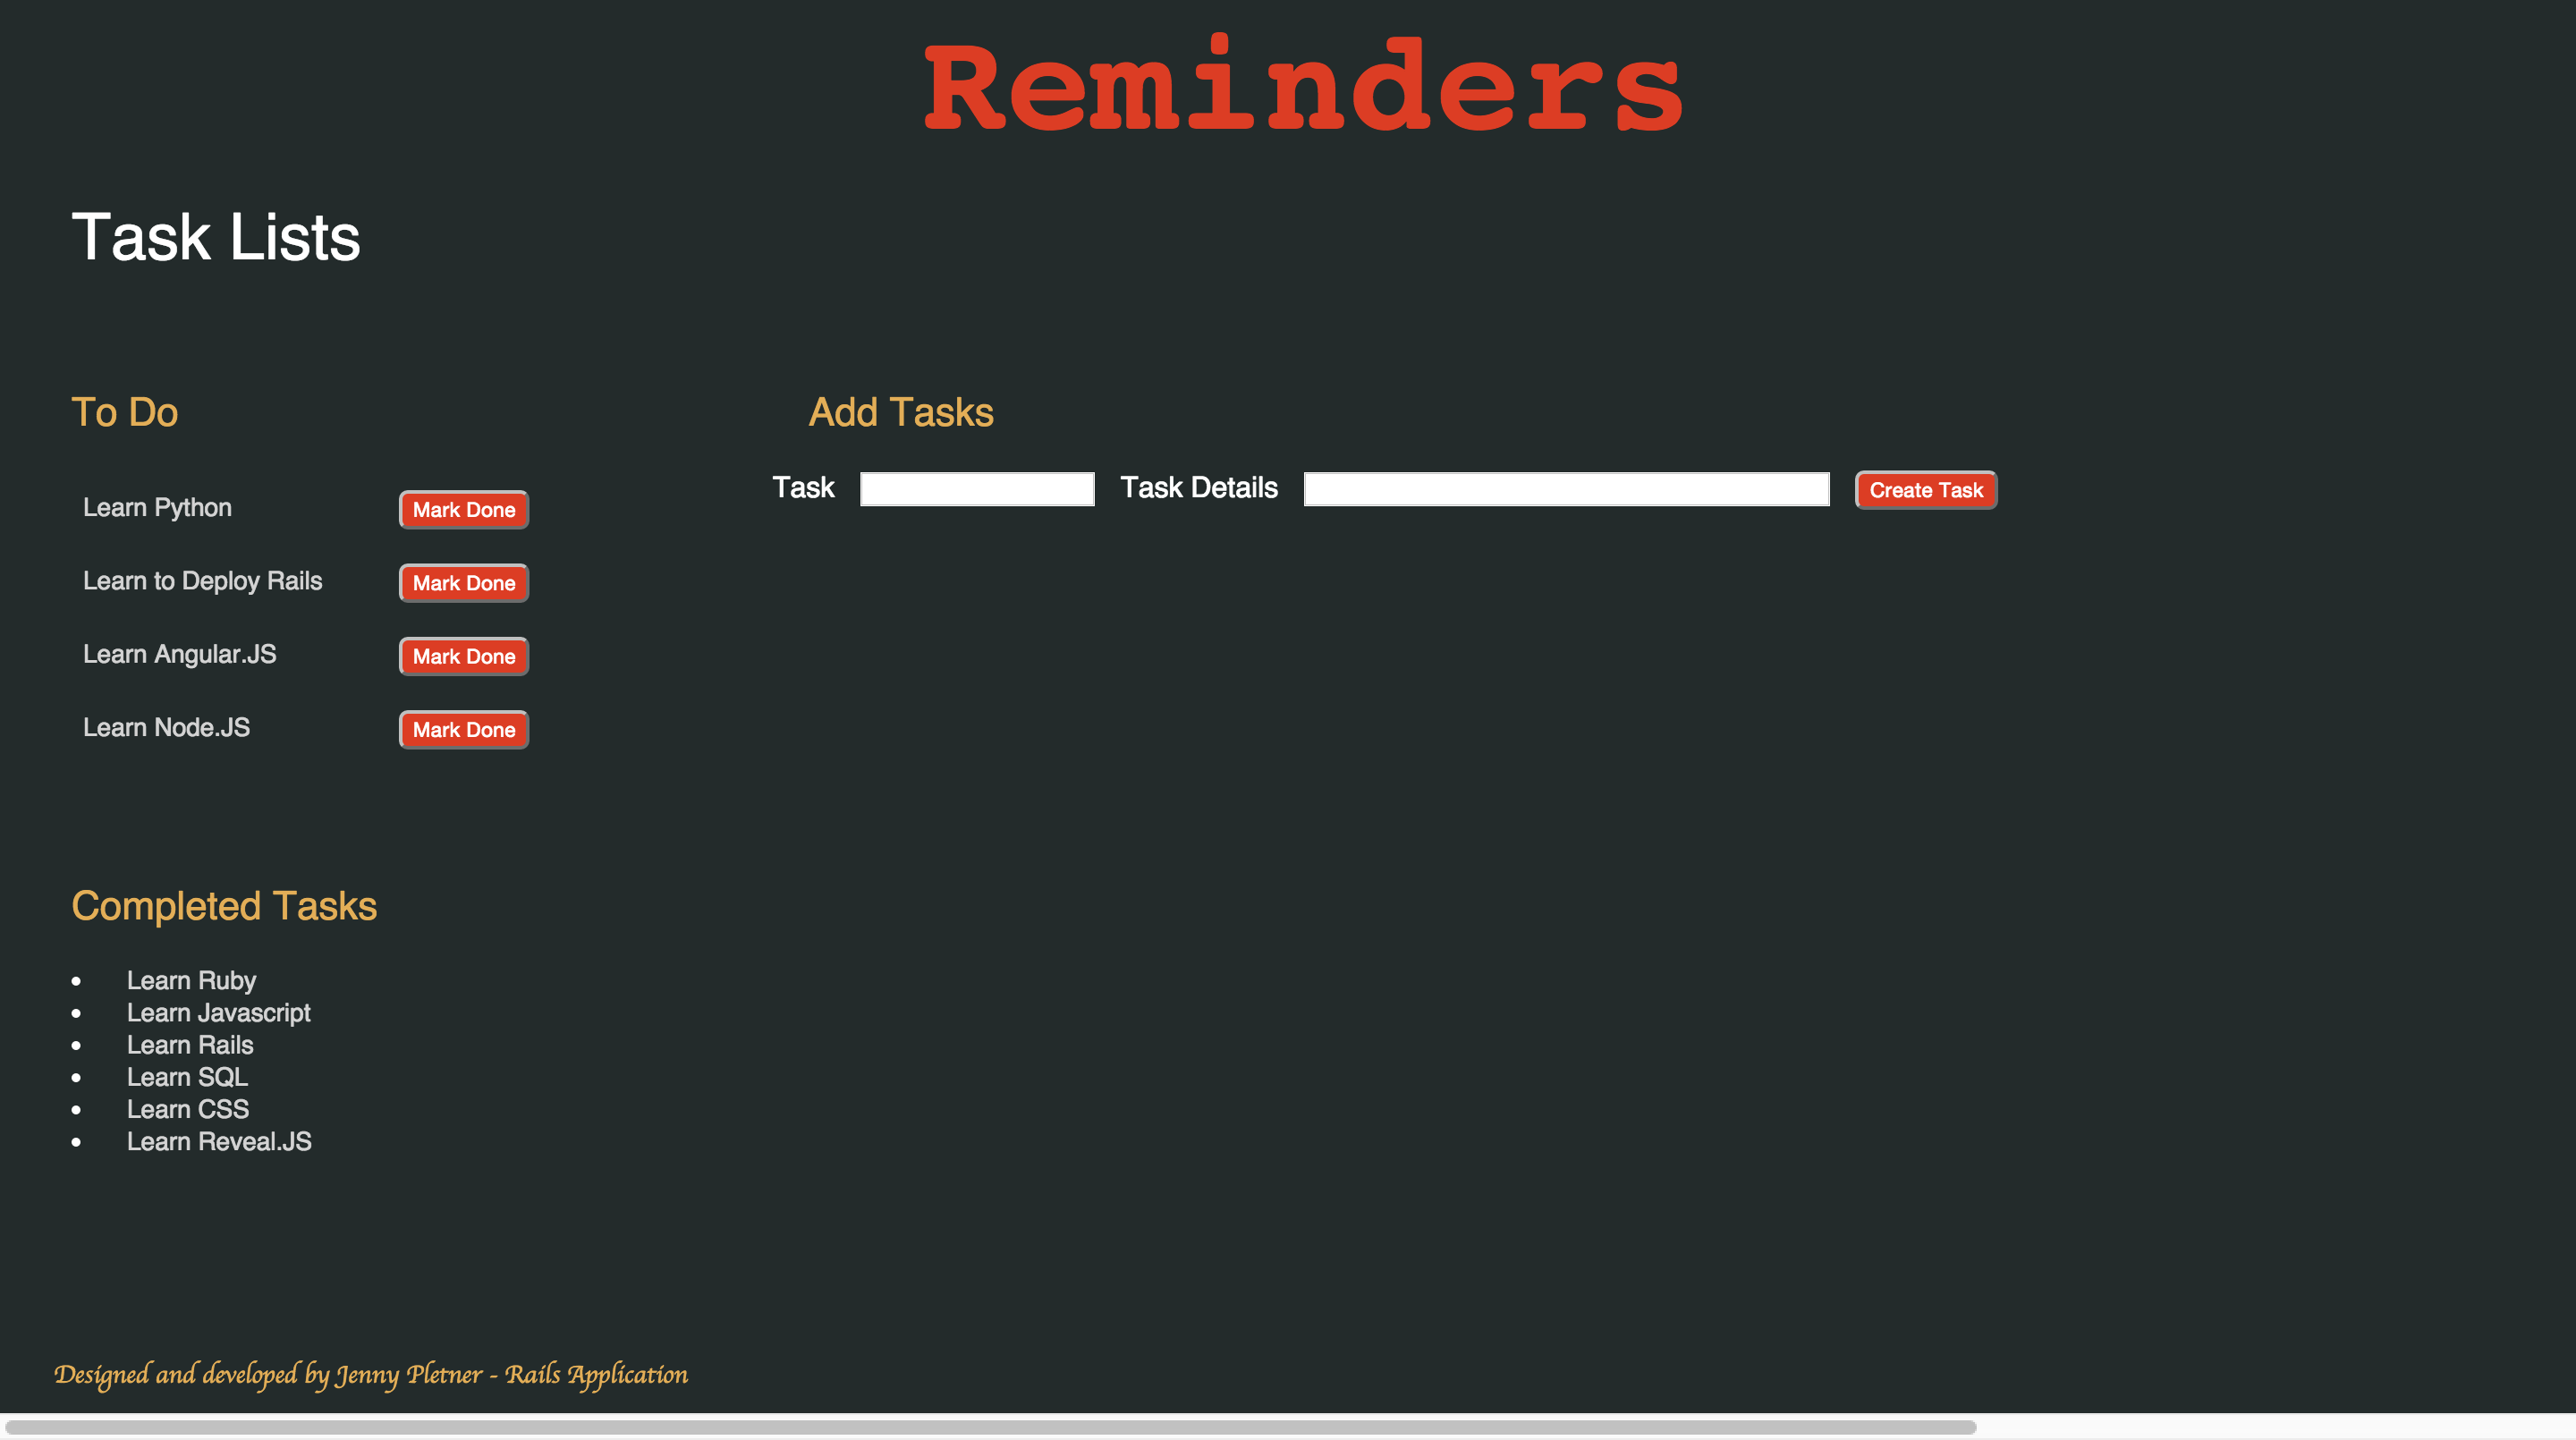 Reminders
Task Lists
To Do
Learn Python Mark Done
Learn to Deploy Rails Mark Done
Learn Angular.JS Mark Done
Learn Node.JS Mark Done
Add Tasks
Task Task Details Create Task
Completed Tasks
Learn Ruby
Learn Javascript
Learn Rails
Learn SQL
Learn CSS
Learn Reveal.JS
Designed and developed by Jenny Pletner - Rails Application